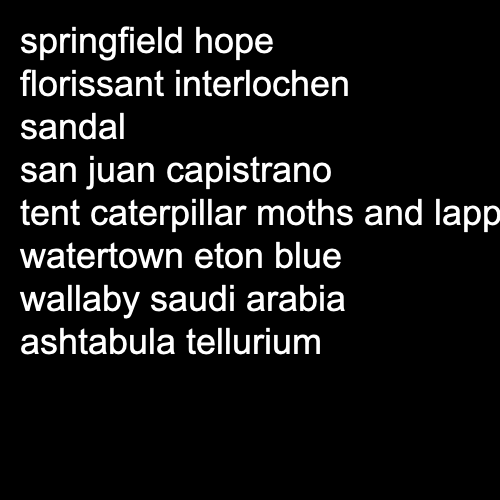 springfield hope
florissant interlochen
sandal
san juan capistrano
tent caterpillar moths and lapp
watertown eton blue
wallaby saudi arabia
ashtabula tellurium